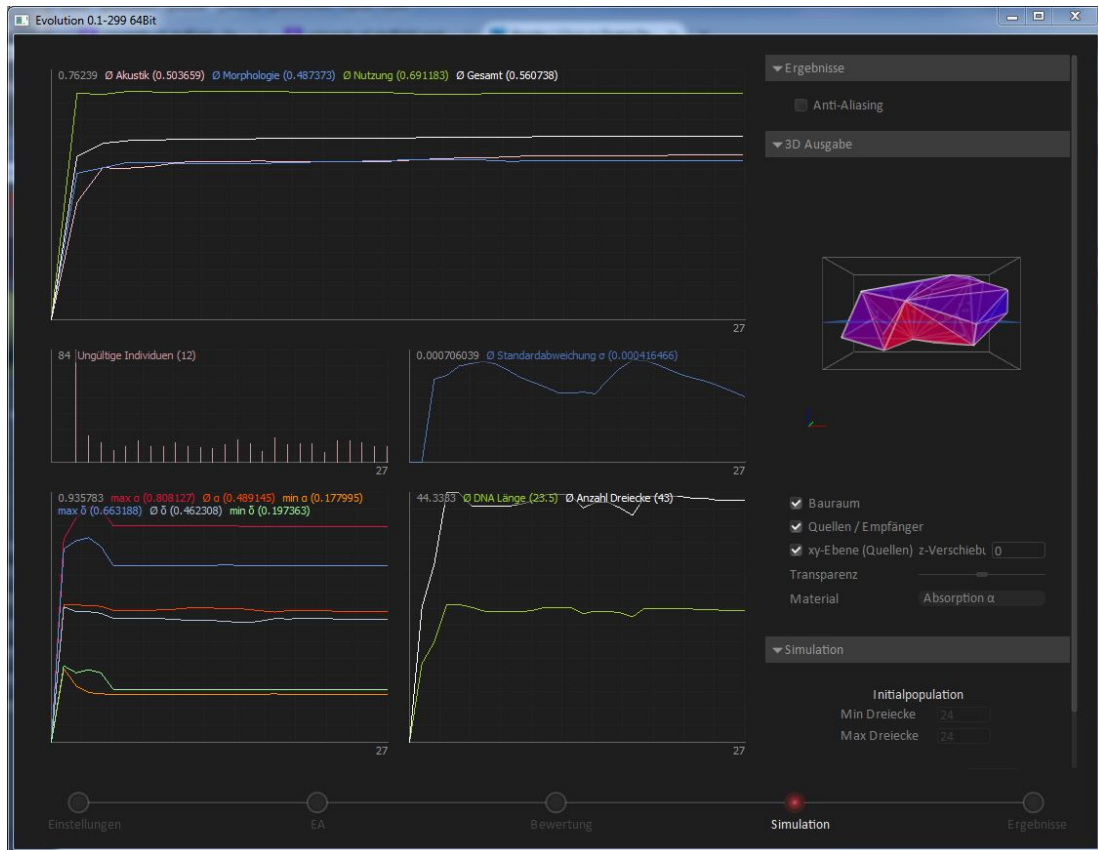 Evolution 0.1-299 64Bit
0.76239 Ø Akustik (0.503659) Ø Morphologie (0.487373) Ø Nutzung (0.691183) Ø Gesamt (0.560738)
27
84 Ungültige Individuen (12)
27
0.000706039 Ø Standardabweichung σ (0.000416466)
27
0.935783 max α (0.808127) Ø α (0.489145) min α (0.177995)
max δ (0.663188) Ø δ (0.462308) min δ (0.197363)
27
44.3333 Ø DNA Länge (23.5) Ø Anzahl Dreiecke (43)
27
Ergebnisse
Anti-Aliasing
3D Ausgabe
Bauraum
Quellen / Empfänger
xy-Ebene (Quellen) z-Verschiebu 0
Transparenz
Material Absorption α
Simulation
Initialpopulation
Min Dreiecke 24
Max Dreiecke 24
Einstellungen EA Bewertung Simulation Ergebnisse